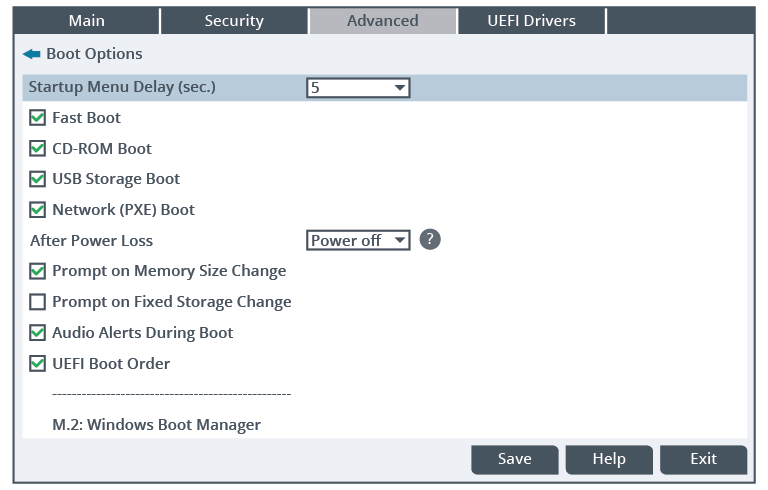 Main Security Advanced UEFI Drivers
Boot Options
Startup Menu Delay (sec.) 5
Fast Boot
CD-ROM Boot
USB Storage Boot
Network (PXE) Boot
After Power Loss Power off ?
Prompt on Memory Size Change
Prompt on Fixed Storage Change
Audio Alerts During Boot
UEFI Boot Order
------------------------------------------------
M.2: Windows Boot Manager
Save Help Exit